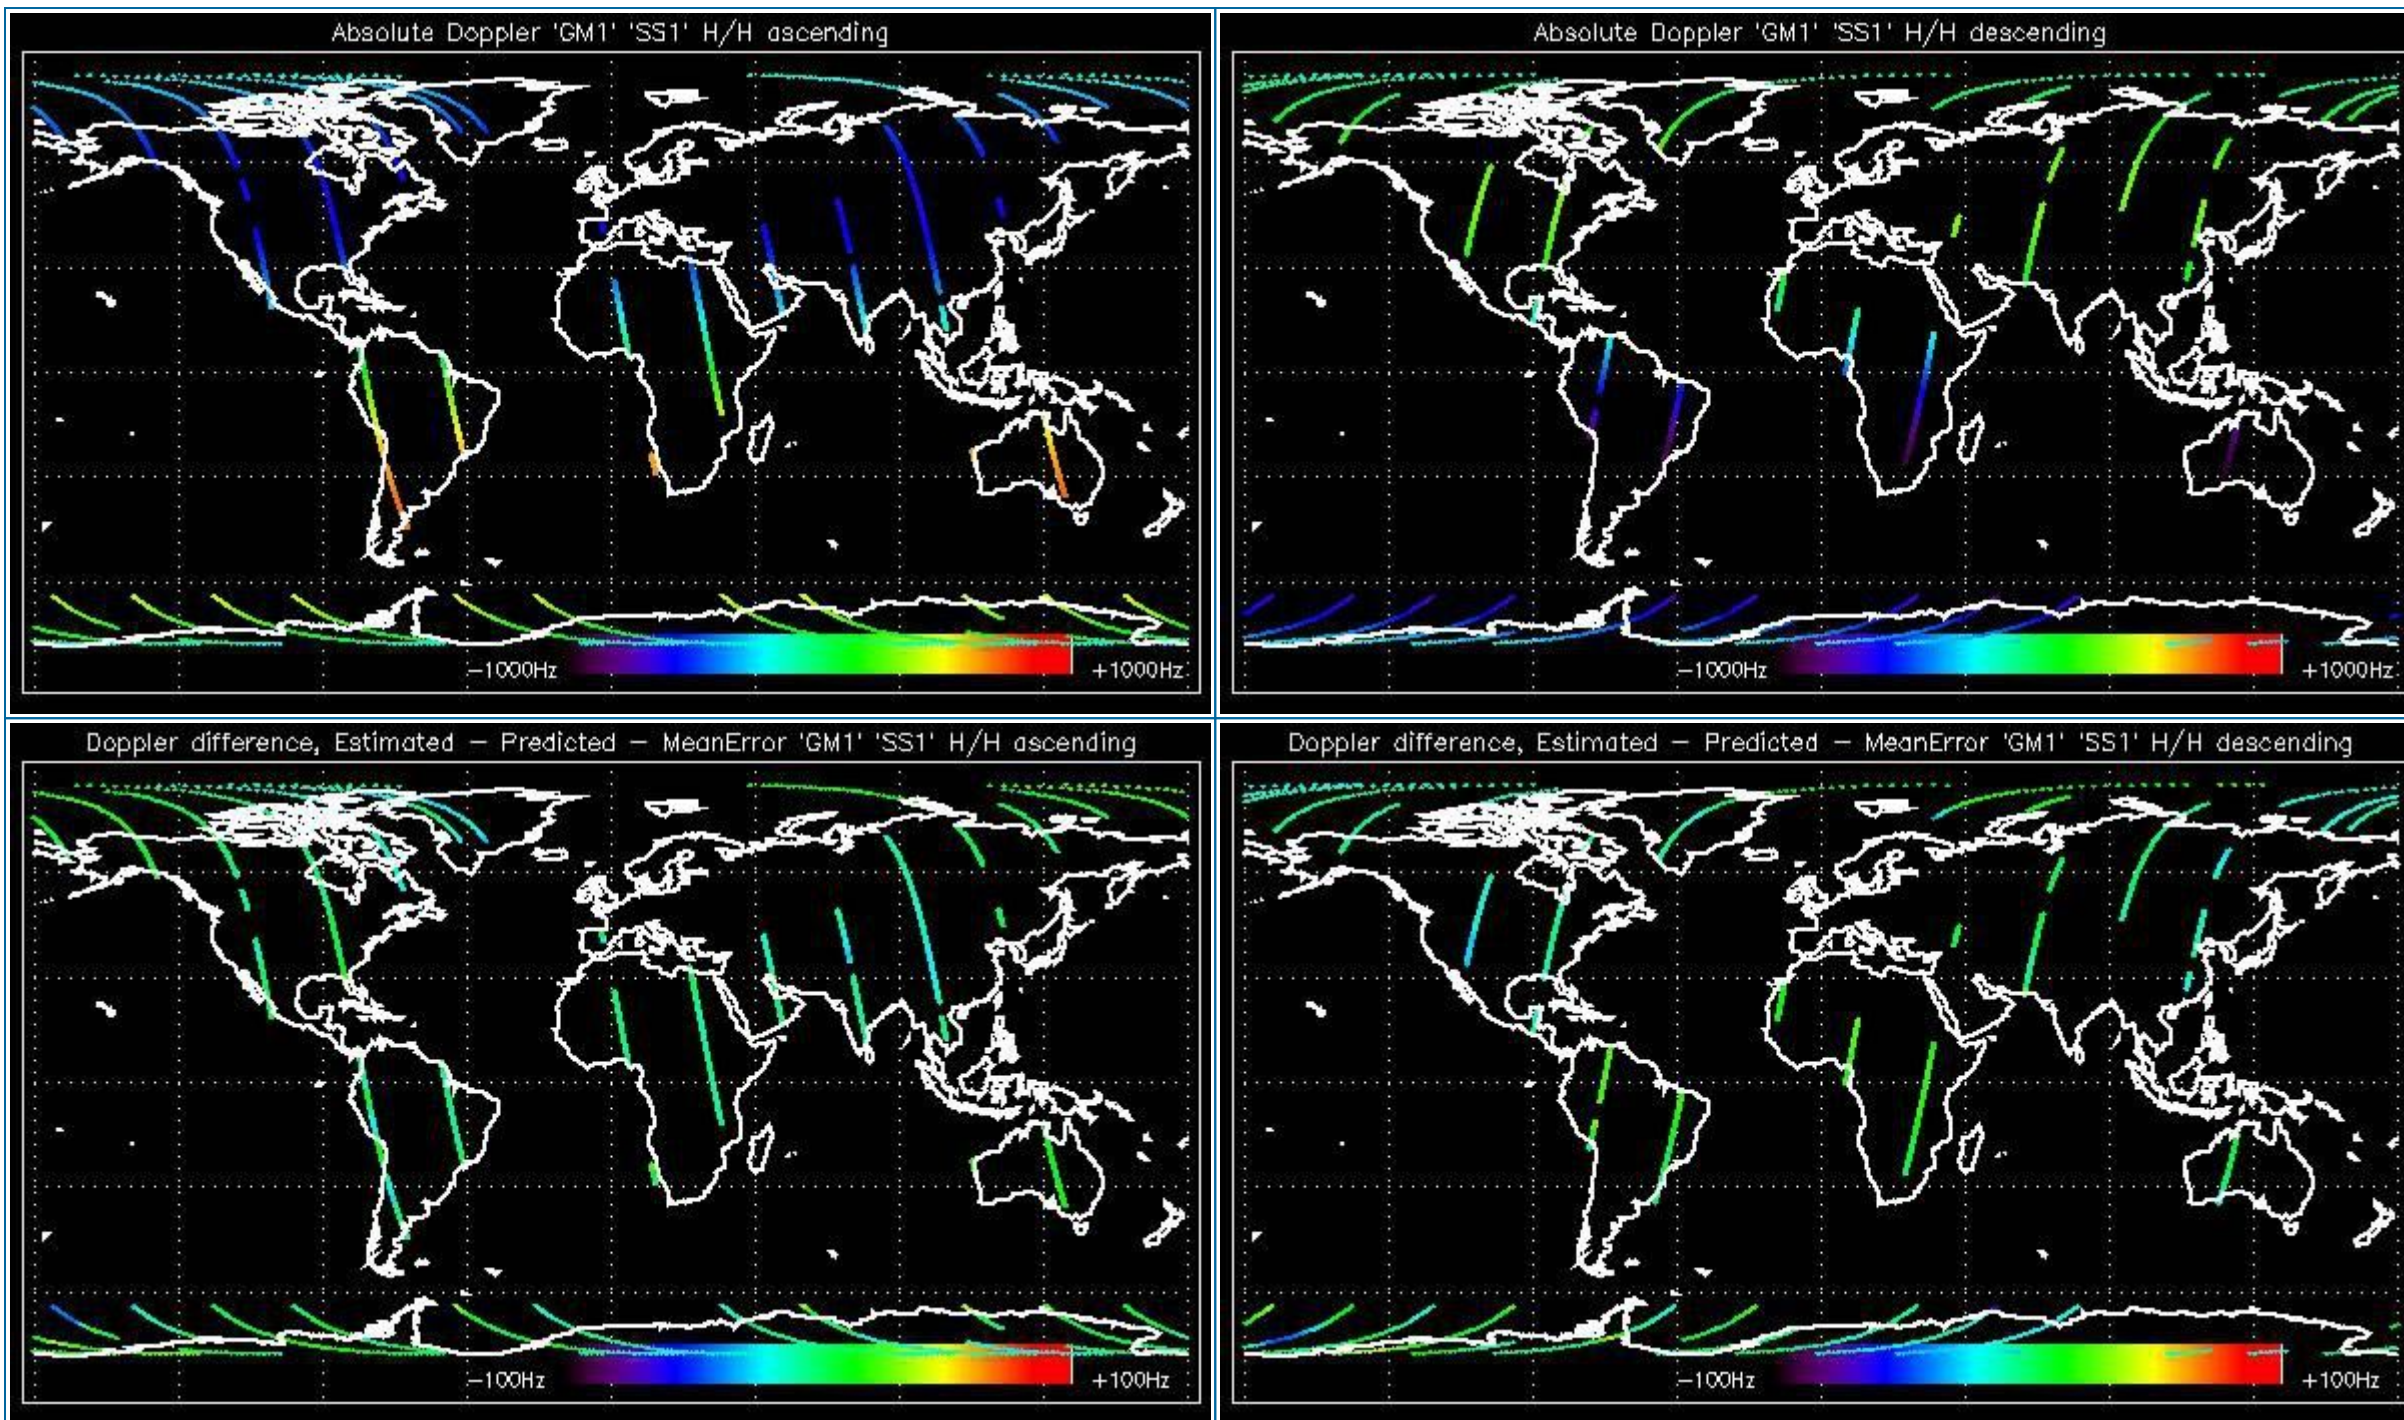 Absolute Doppler 'GM1' 'SS1' H/H ascending
−1000Hz
+1000Hz
Absolute Doppler 'GM1' 'SS1' H/H descending
−1000Hz
+1000Hz
Doppler difference, Estimated − Predicted − MeanError 'GM1' 'SS1' H/H ascending
−100Hz
+100Hz
Doppler difference, Estimated − Predicted − MeanError 'GM1' 'SS1' H/H descending
−100Hz
+100Hz